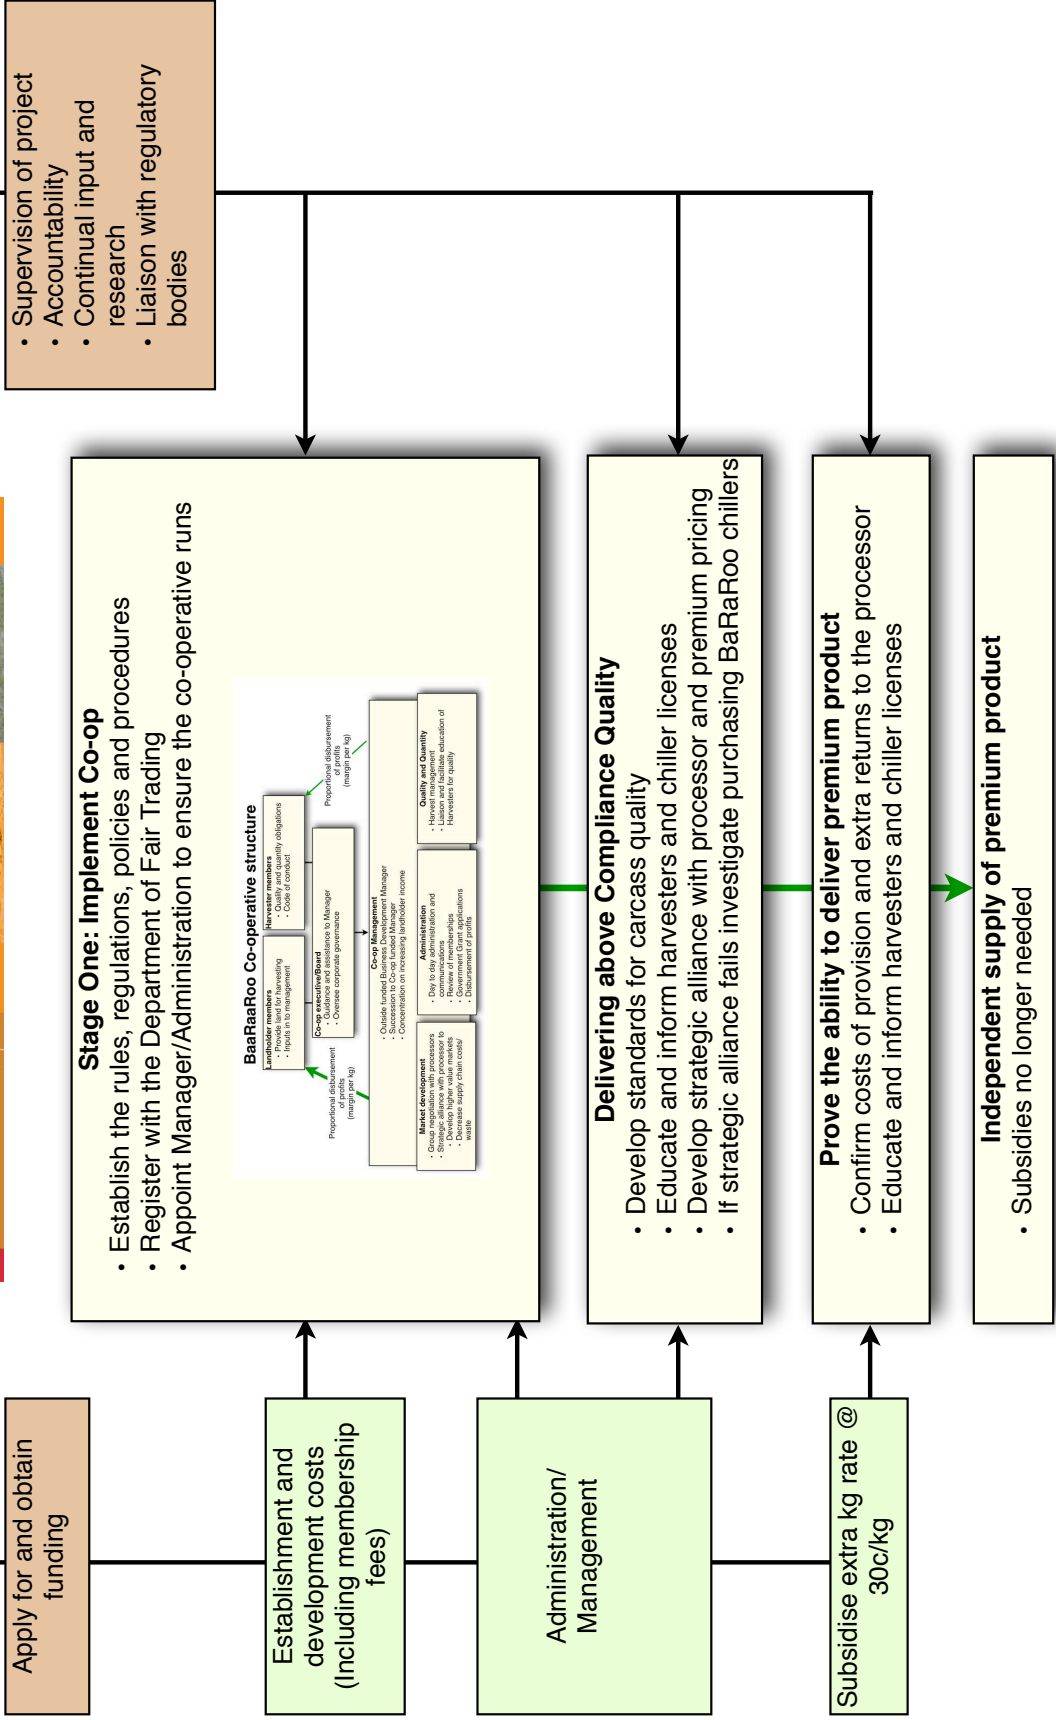 • Supervision of project
• Accountability
• Continual input and
research
• Liaison with regulatory
bodies
Apply for and obtain
funding
Stage One: Implement Co-op
• Establish the rules, regulations, policies and procedures
• Register with the Department of Fair Trading
• Appoint Manager/Administration to ensure the co-operative runs
BaaRaaRoo Co-operative structure
Landholder members
• Provide land for harvesting
• Inputs in to management
Harvester members
• Quality and quantity obligations
• Code of conduct
Co-op executive/Board
• Guidance and assistance to Manager
• Oversee corporate governance
Proportional disbursement
of profits
(margin per kg)
Proportional disbursement
of profits
(margin per kg)
Co-op Management
• Outside funded Business Development Manager
• Succession to Co-op funded Manager
• Concentration on increasing landholder income
Market development
• Group negotiation with processors
• Strategic alliance with processor to
• Develop higher value markets
• Decrease supply chain costs/
waste
Administration
• Day to day administration and
communications
• Review of memberships
• Government Grant applications
• Disbursement of profits
Quality and Quantity
• Harvest management
• Liaison and facilitate education of
Harvesters for quality
Establishment and
development costs
(Including membership
fees)
Administration/
Management
Delivering above Compliance Quality
• Develop standards for carcass quality
• Educate and inform harvesters and chiller licenses
• Develop strategic alliance with processor and premium pricing
• If strategic alliance fails investigate purchasing BaRaRoo chillers
Subsidise extra kg rate @
30c/kg
Prove the ability to deliver premium product
• Confirm costs of provision and extra returns to the processor
• Educate and inform harvesters and chiller licenses
Independent supply of premium product
• Subsidies no longer needed